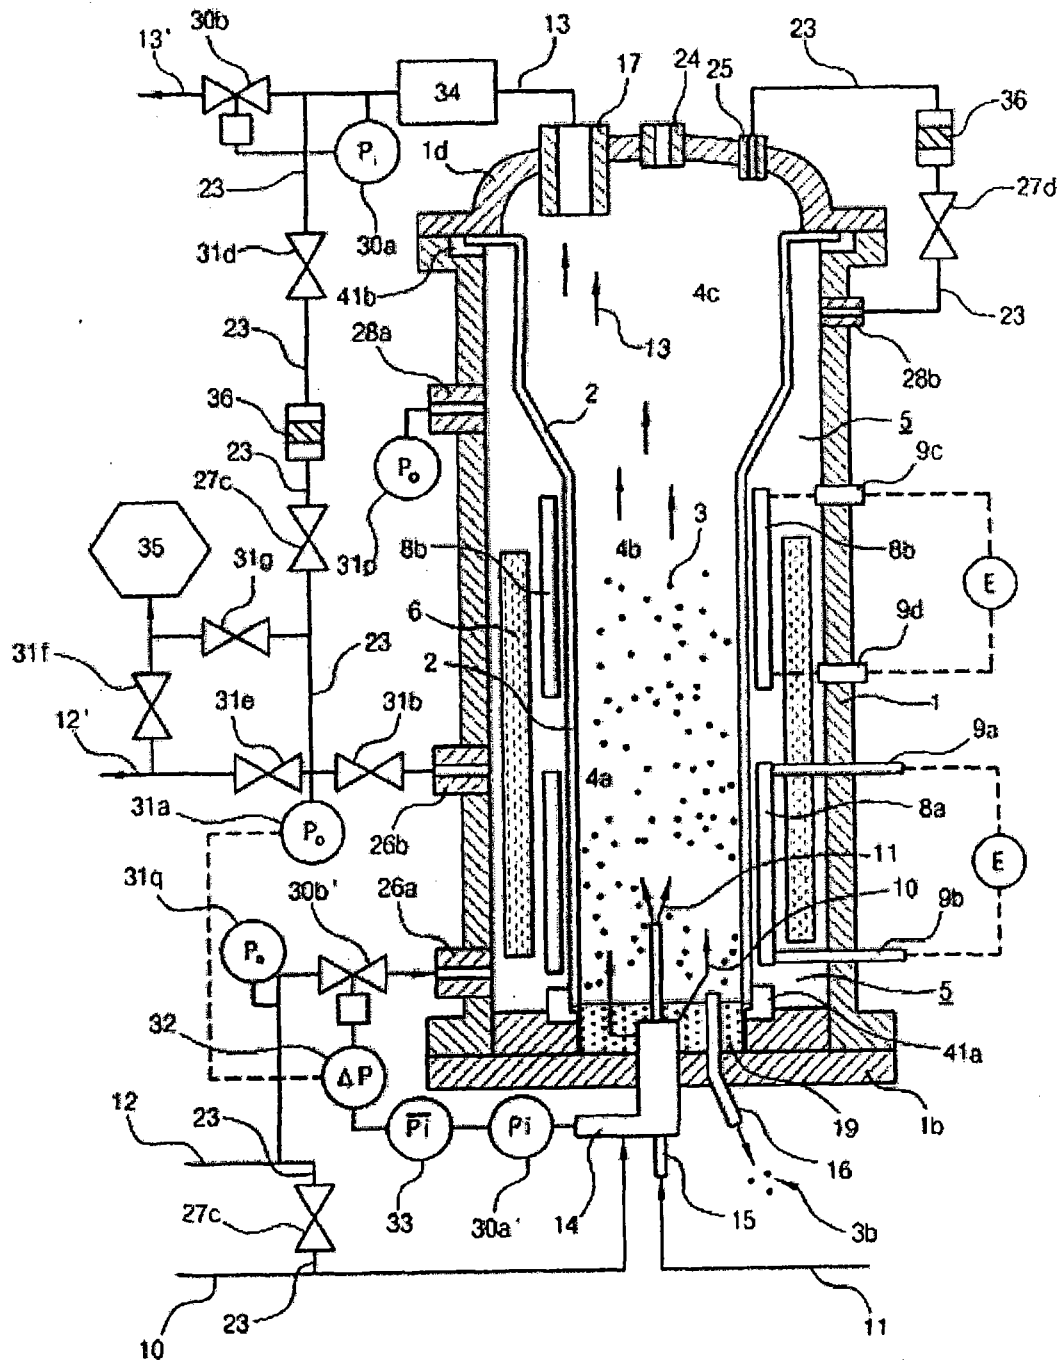 30b
13'
13
17
24
25
23
34
36
Pi
1d
23
27d
30a
31d
41b
4c
13
23
28a
23
28b
36
2
5
23
Po
9c
27c
35
31g
31p
3
8b
4b
8b
E
6
9d
31f
23
2
12'
31e
31b
1
9a
4a
31a
8a
Po
26b
11
E
31q
30b'
26a
10
9b
Po
5
32
41a
ΔP
12
23
Pi
Pi
19
1b
16
27c
33
30a'
14
15
3b
10
23
11